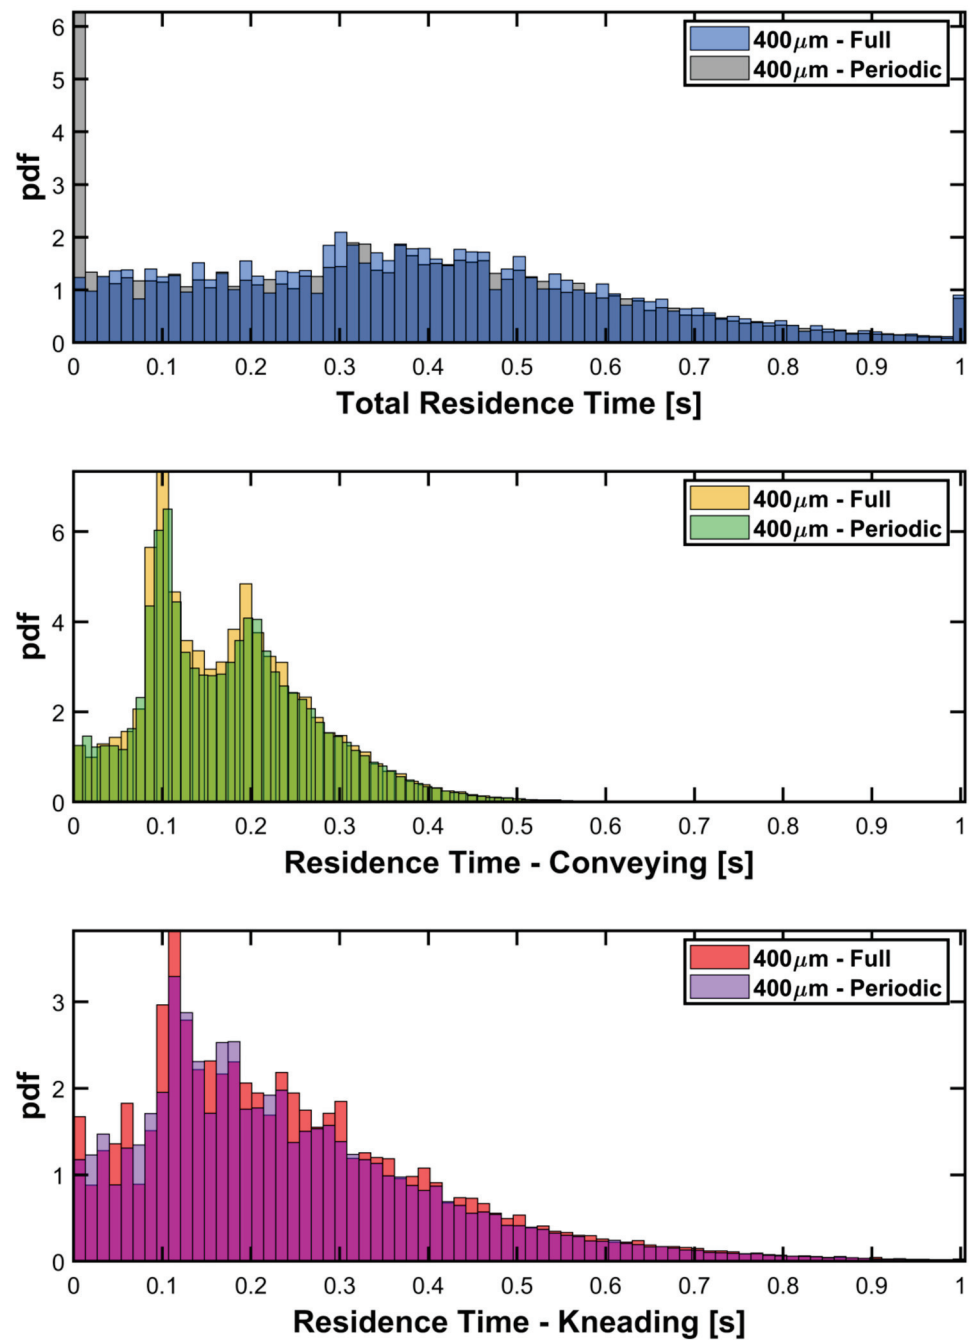 6
5
4
3
2
1
0
pdf
400μm - Full
400μm - Periodic
0 0.1 0.2 0.3 0.4 0.5 0.6 0.7 0.8 0.9 1
Total Residence Time [s]
6
4
2
0
pdf
400μm - Full
400μm - Periodic
0 0.1 0.2 0.3 0.4 0.5 0.6 0.7 0.8 0.9 1
Residence Time - Conveying [s]
3
2
1
0
pdf
400μm - Full
400μm - Periodic
0 0.1 0.2 0.3 0.4 0.5 0.6 0.7 0.8 0.9 1
Residence Time - Kneading [s]